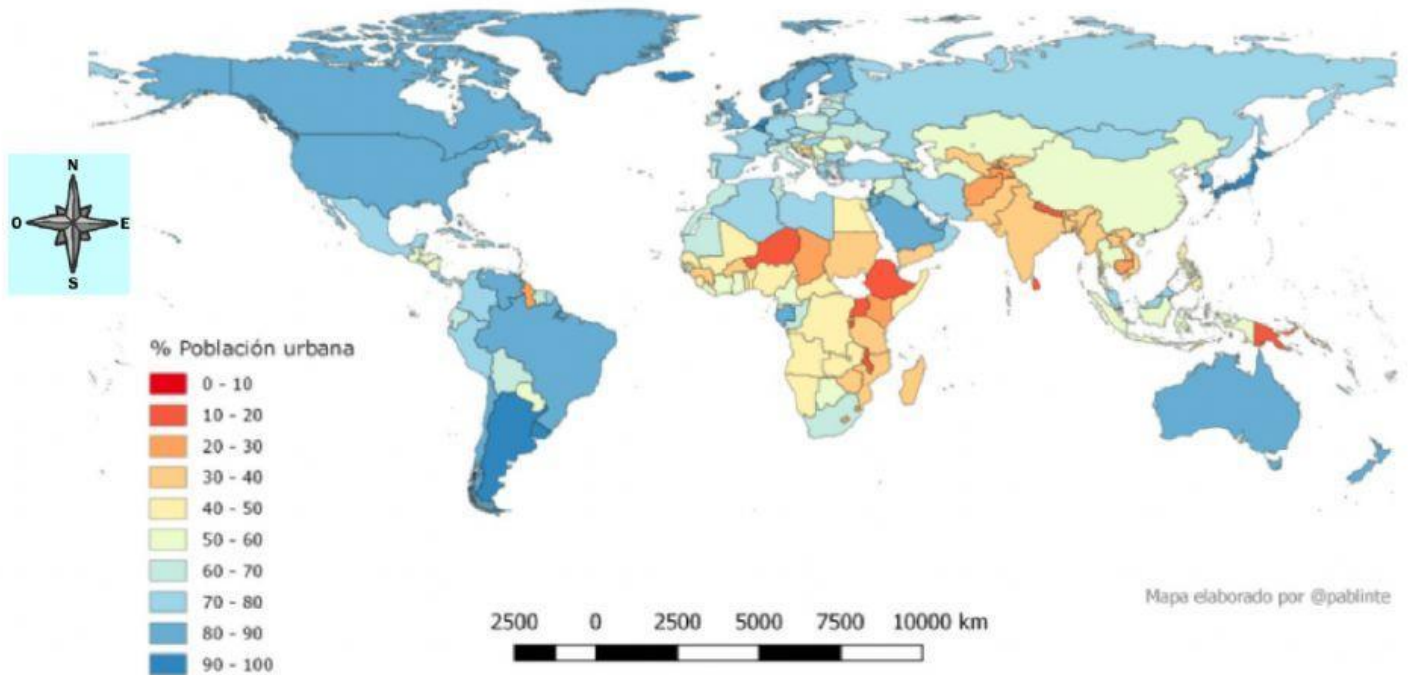 N
O E
S
% Población urbana
0 - 10
10 - 20
20 - 30
30 - 40
40 - 50
50 - 60
60 - 70
70 - 80
80 - 90
90 - 100
Mapa elaborado por @pablinte
2500 0 2500 5000 7500 10000 km